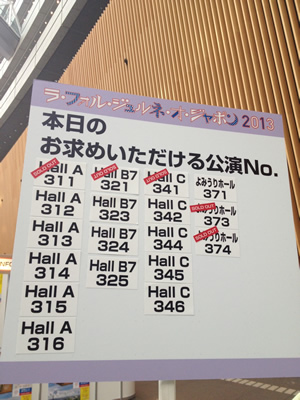 ラ・フォル・ジュルネ・オ・ジャポン2013
本日の
お求めいただける公演No.
SOLD OUT
Hall A
311
Hall A
312
Hall A
313
Hall A
314
Hall A
315
Hall A
316
SOLD OUT
Hall B7
321
Hall B7
323
Hall B7
324
Hall B7
325
SOLD OUT
Hall C
341
Hall C
342
Hall C
344
Hall C
345
Hall C
346
よみうりホール
371
SOLD OUT
みうりホール
373
SOLD OUT
うりホール
374